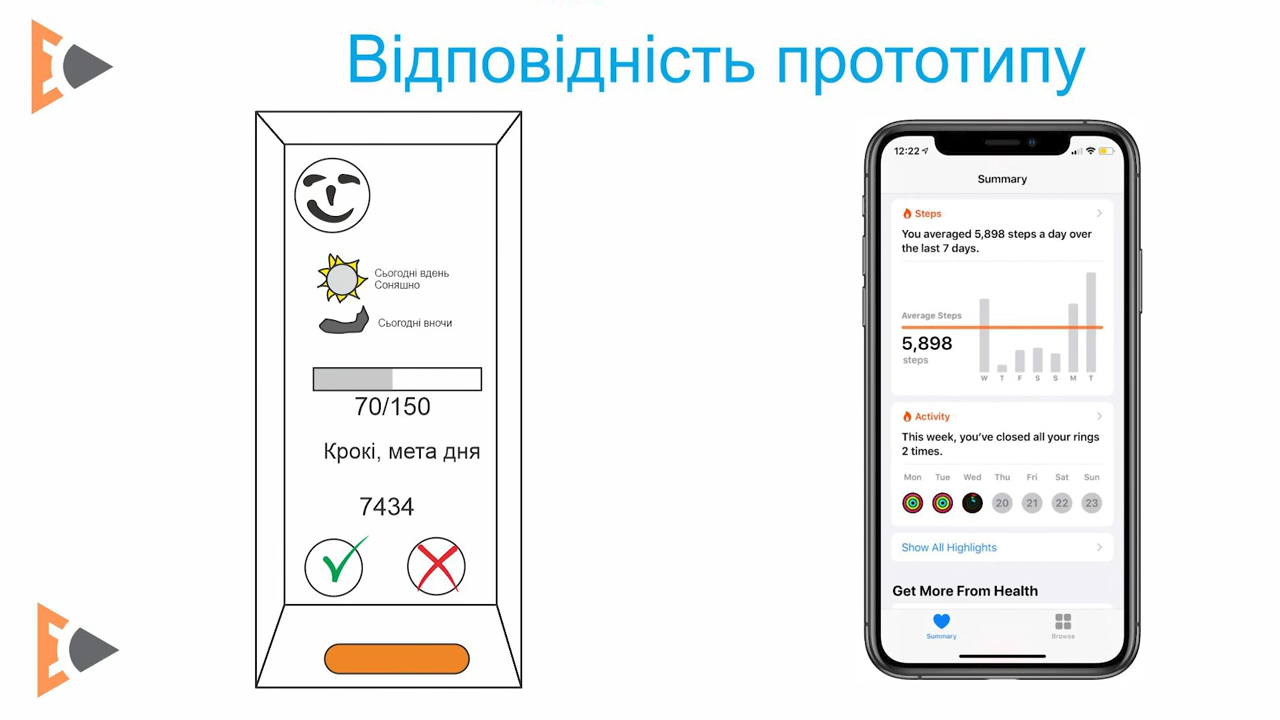 Відповідність прототипу
Сьогодні вдень
Соняшно
Сьогодні вночи
70/150
Крокі, мета дня
7434
12:22
Summary
Steps
You averaged 5,898 steps a day over
the last 7 days.
Average Steps
5,898
steps
W T F S S M T
Activity
This week, you've closed all your rings
2 times.
Mon Tue Wed Thu Fri Sat Sun
20 21 22 23
Show All Highlights
Get More From Health
Summary Browse